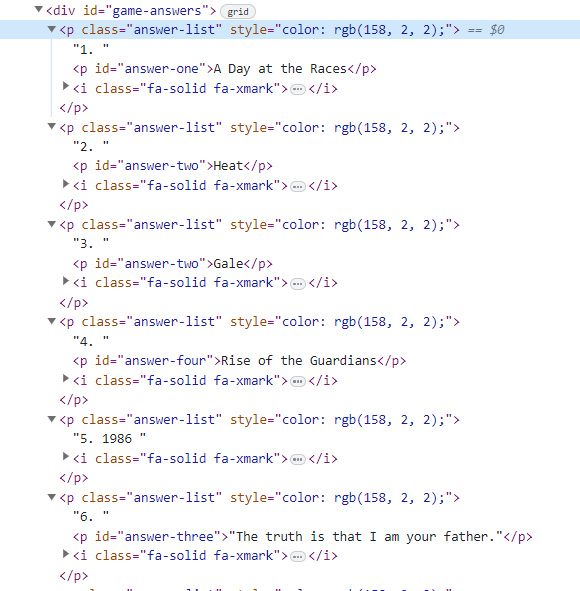 <div id="game-answers"> grid
<p class="answer-list" style="color: rgb(158, 2, 2);"> == $0
"1. "
<p id="answer-one">A Day at the Races</p>
<i class="fa-solid fa-xmark">…</i>
</p>
<p class="answer-list" style="color: rgb(158, 2, 2);">
"2. "
<p id="answer-two">Heat</p>
<i class="fa-solid fa-xmark">…</i>
</p>
<p class="answer-list" style="color: rgb(158, 2, 2);">
"3. "
<p id="answer-two">Gale</p>
<i class="fa-solid fa-xmark">…</i>
</p>
<p class="answer-list" style="color: rgb(158, 2, 2);">
"4. "
<p id="answer-four">Rise of the Guardians</p>
<i class="fa-solid fa-xmark">…</i>
</p>
<p class="answer-list" style="color: rgb(158, 2, 2);">
"5. 1986 "
<i class="fa-solid fa-xmark">…</i>
</p>
<p class="answer-list" style="color: rgb(158, 2, 2);">
"6. "
<p id="answer-three">"The truth is that I am your father."</p>
<i class="fa-solid fa-xmark">…</i>
</p>